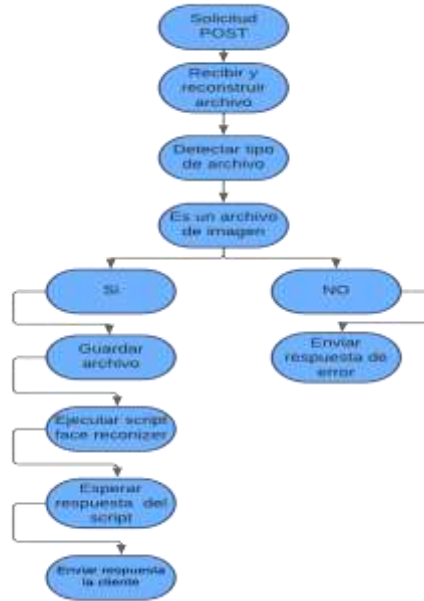 Solicitud
POST
Recibir y
reconstruir
archivo
Detectar tipo
de archivo
Es un archivo
de imagen
SI
NO
Guardar
archivo
Enviar
respuesta de
error
Ejecutar script
face reconizer
Esperar
respuesta del
script
Enviar respuesta
la cliente